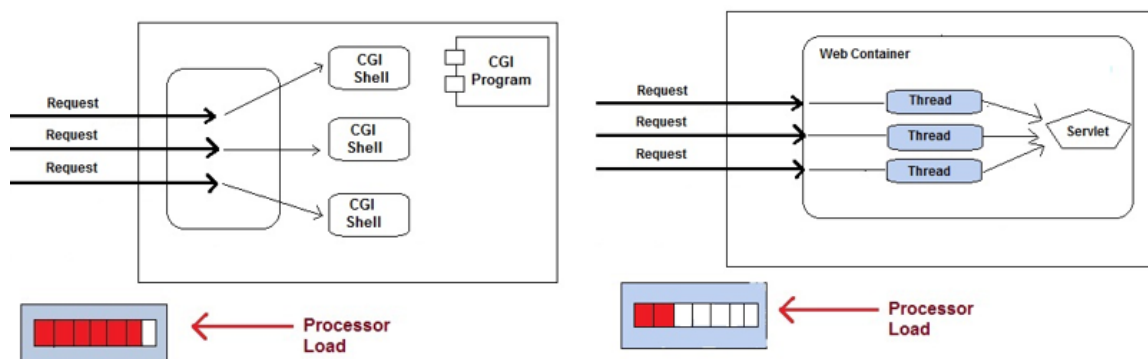 CGI
Shell
CGI
Program
Request
Request
Request
CGI
Shell
CGI
Shell
Processor
Load
Web Container
Request
Request
Request
Thread
Thread
Thread
Servlet
Processor
Load